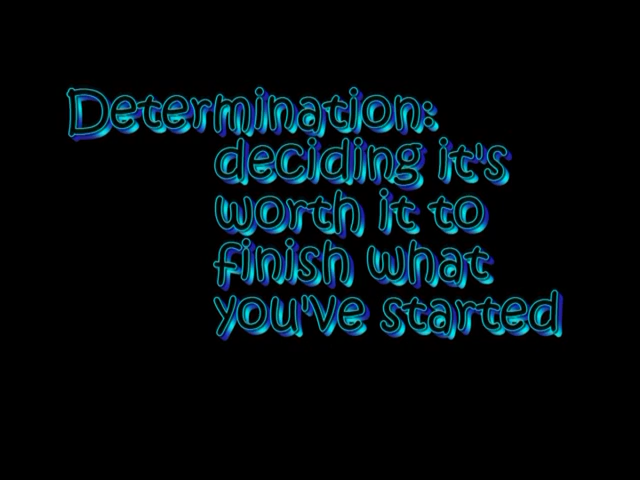 Determination:
deciding it's
worth it to
finish what
you've started